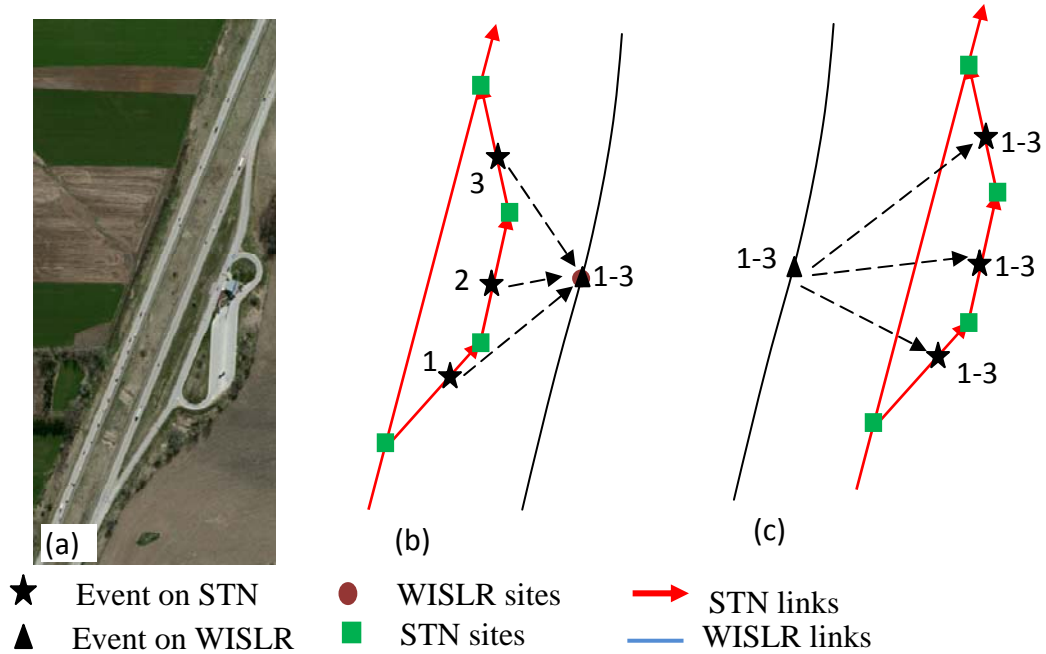 3
2
1
1-3
1-3
1-3
1-3
1-3
(a)
(b)
(c)
Event on STN
WISLR sites
STN links
Event on WISLR
STN sites
WISLR links